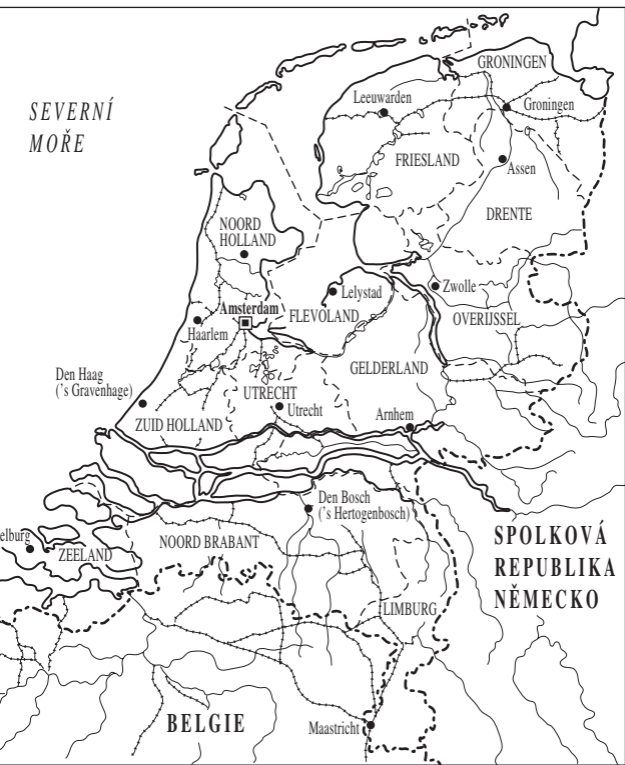 GRONINGEN
SEVERNÍ
MOŘE
Leeuwarden
Groningen
FRIESLAND
Assen
DRENTE
NOORD
HOLLAND
Lelystad
Zwolle
Amsterdam
FLEVOLAND
OVERIJSSEL
Haarlem
GELDERLAND
Den Haag
('s Gravenhage)
UTRECHT
Utrecht
ZUID HOLLAND
Arnhem
Den Bosch
('s Hertogenbosch)
elburg
ZEELAND
NOORD BRABANT
SPOLKOVÁ
REPUBLIKA
NĚMECKO
LIMBURG
BELGIE
Maastricht